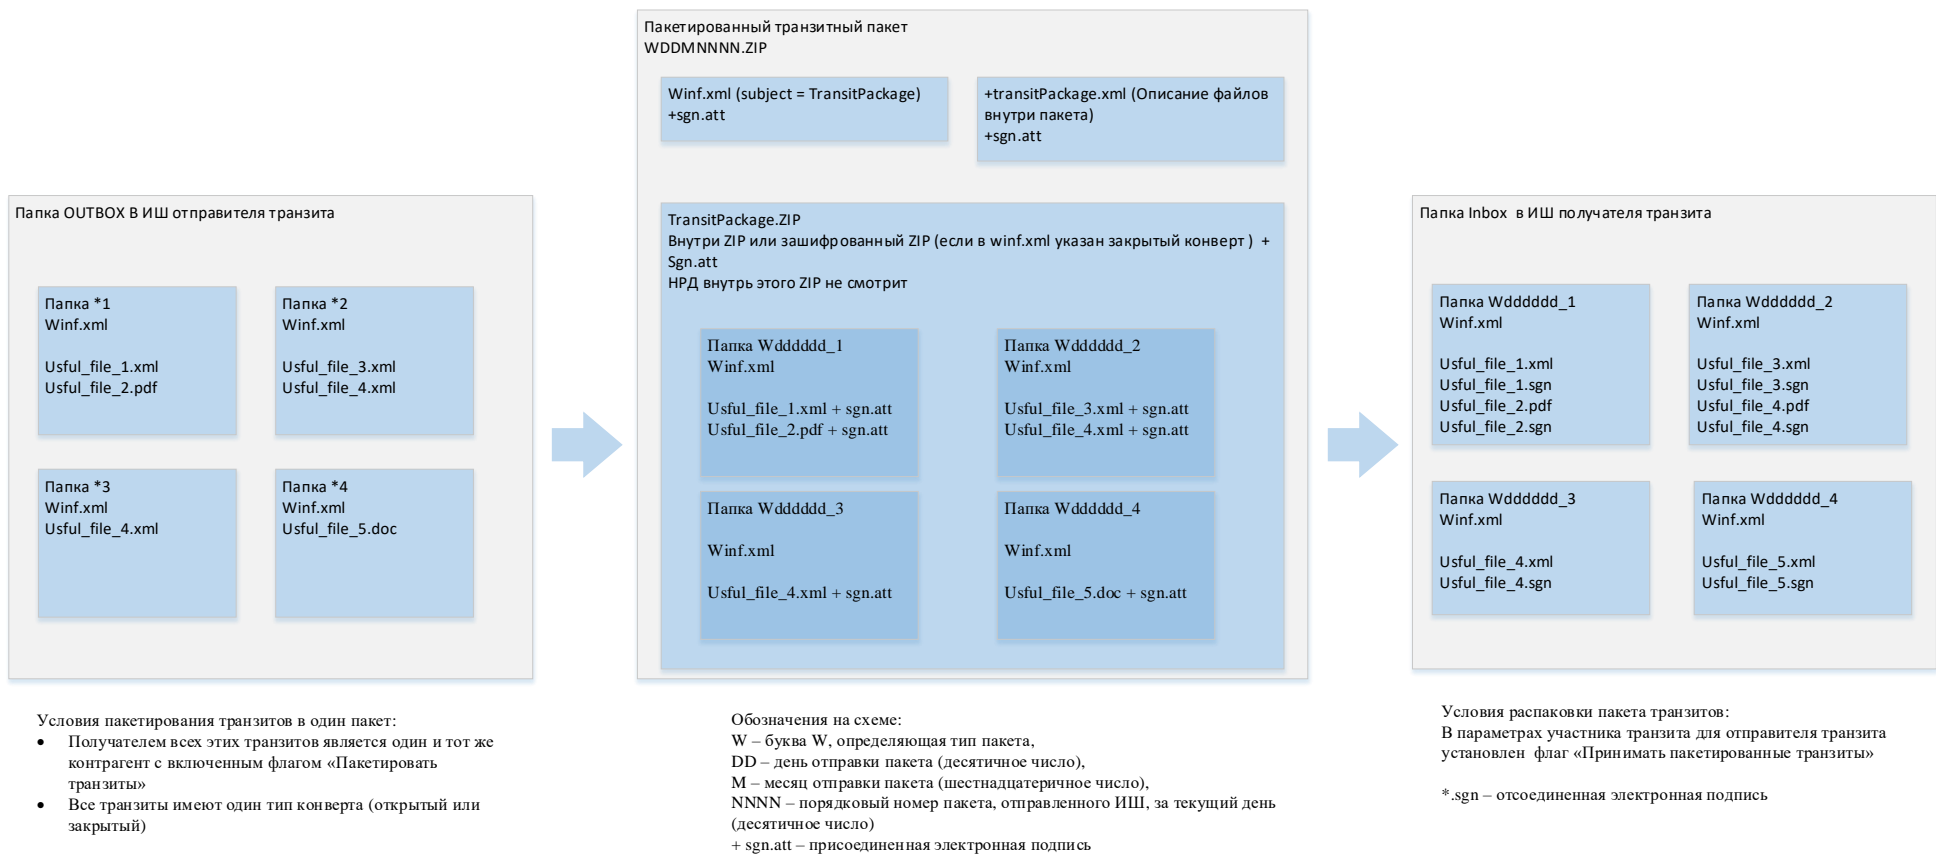 Папка OUTBOX В ИШ отправителя транзита
Папка *1
Winf.xml
Usful_file_1.xml
Usful_file_2.pdf
Папка *2
Winf.xml
Usful_file_3.xml
Usful_file_4.xml
Папка *3
Winf.xml
Usful_file_4.xml
Папка *4
Winf.xml
Usful_file_5.doc
Условия пакетирования транзитов в один пакет:
• Получателем всех этих транзитов является один и тот же
контрагент с включенным флагом «Пакетировать
транзиты»
• Все транзиты имеют один тип конверта (открытый или
закрытый)
Пакетированный транзитный пакет
WDDMNNNN.ZIP
Winf.xml (subject = TransitPackage)
+sgn.att
+transitPackage.xml (Описание файлов
внутри пакета)
+sgn.att
TransitPackage.ZIP
Внутри ZIP или зашифрованный ZIP (если в winf.xml указан закрытый конверт ) +
Sgn.att
НРД внутрь этого ZIP не смотрит
Папка Wdddddd_1
Winf.xml
Usful_file_1.xml + sgn.att
Usful_file_2.pdf + sgn.att
Папка Wdddddd_2
Winf.xml
Usful_file_3.xml + sgn.att
Usful_file_4.xml + sgn.att
Папка Wdddddd_3
Winf.xml
Usful_file_4.xml + sgn.att
Папка Wdddddd_4
Winf.xml
Usful_file_5.doc + sgn.att
Обозначения на схеме:
W – буква W, определяющая тип пакета,
DD – день отправки пакета (десятичное число),
M – месяц отправки пакета (шестнадцатеричное число),
NNNN – порядковый номер пакета, отправленного ИШ, за текущий день
(десятичное число)
+ sgn.att – присоединенная электронная подпись
Папка Inbox в ИШ получателя транзита
Папка Wdddddd_1
Winf.xml
Usful_file_1.xml
Usful_file_1.sgn
Usful_file_2.pdf
Usful_file_2.sgn
Папка Wdddddd_2
Winf.xml
Usful_file_3.xml
Usful_file_3.sgn
Usful_file_4.pdf
Usful_file_4.sgn
Папка Wdddddd_3
Winf.xml
Usful_file_4.xml
Usful_file_4.sgn
Папка Wdddddd_4
Winf.xml
Usful_file_5.xml
Usful_file_5.sgn
Условия распаковки пакета транзитов:
В параметрах участника транзита для отправителя транзита
установлен флаг «Принимать пакетированные транзиты»
*.sgn – отсоединенная электронная подпись